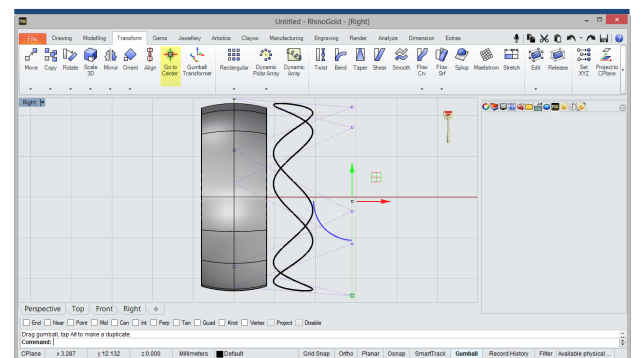 Untitled - RhinoGold - [Right]
File Drawing Modelling Transform Gems Jewellery Artistics Clayoo Manufacturing Engraving Render Analyze Dimension Extras
Move Copy Rotate Scale 3D Mirror Orient Align Go to Center Gumball Transformer Rectangular Dynamic Polar Array Dynamic Array Twist Bend Taper Shear Smooth Flow Crv Flow Srf Splop Maelstrom Stretch Edit Release Set XYZ Project to CPlane
Right
Perspective Top Front Right
End Near Point Mid Cen Int Perp Tan Quad Knot Vertex Project Disable
Drag gumball, tap Alt to make a duplicate:
Command:
CPlane x 3.287 y 12.132 z 0.000 Millimeters Default Grid Snap Ortho Planar Osnap SmartTrack Gumball Record History Filter Available physical ...